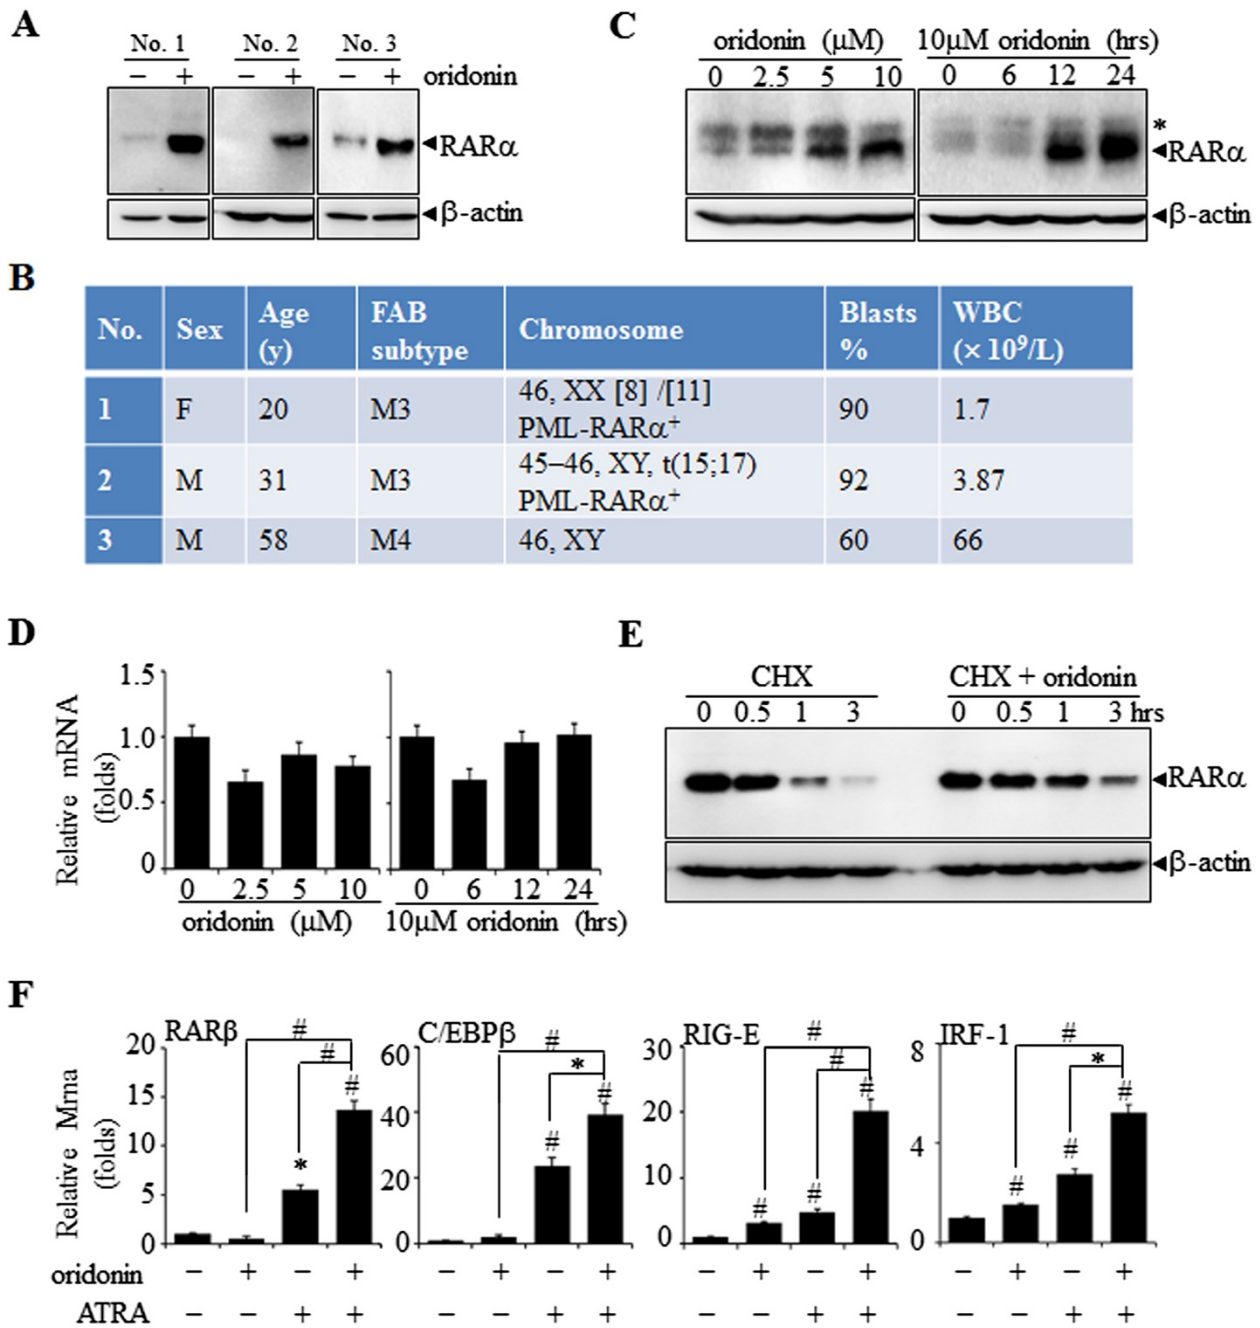 A
No. 1 No. 2 No. 3
− + − + − + oridonin
◄RARα
◄β-actin
C
oridonin (μM) 10μM oridonin (hrs)
0 2.5 5 10 0 6 12 24
*
◄RARα
◄β-actin
B
No. Sex Age (y) FAB subtype Chromosome Blasts % WBC (× 10⁹/L)
1 F 20 M3 46, XX [8] /[11] PML-RARα⁺ 90 1.7
2 M 31 M3 45–46, XY, t(15;17) PML-RARα⁺ 92 3.87
3 M 58 M4 46, XY 60 66
D
Relative mRNA
(folds)
1.5
1.0
0.5
0
0 2.5 5 10 0 6 12 24
oridonin (μM) 10μM oridonin (hrs)
E
CHX CHX + oridonin
0 0.5 1 3 0 0.5 1 3 hrs
◄RARα
◄β-actin
F
Relative Mrna
(folds)
RARβ
20
15
10
5
0
# # # *
C/EBPβ
60
40
20
0
# * # #
RIG-E
30
20
10
0
# # # # #
IRF-1
8
4
0
# * # # #
oridonin − + − + − + − + − + − + − + − +
ATRA − − + + − − + + − − + + − − + +